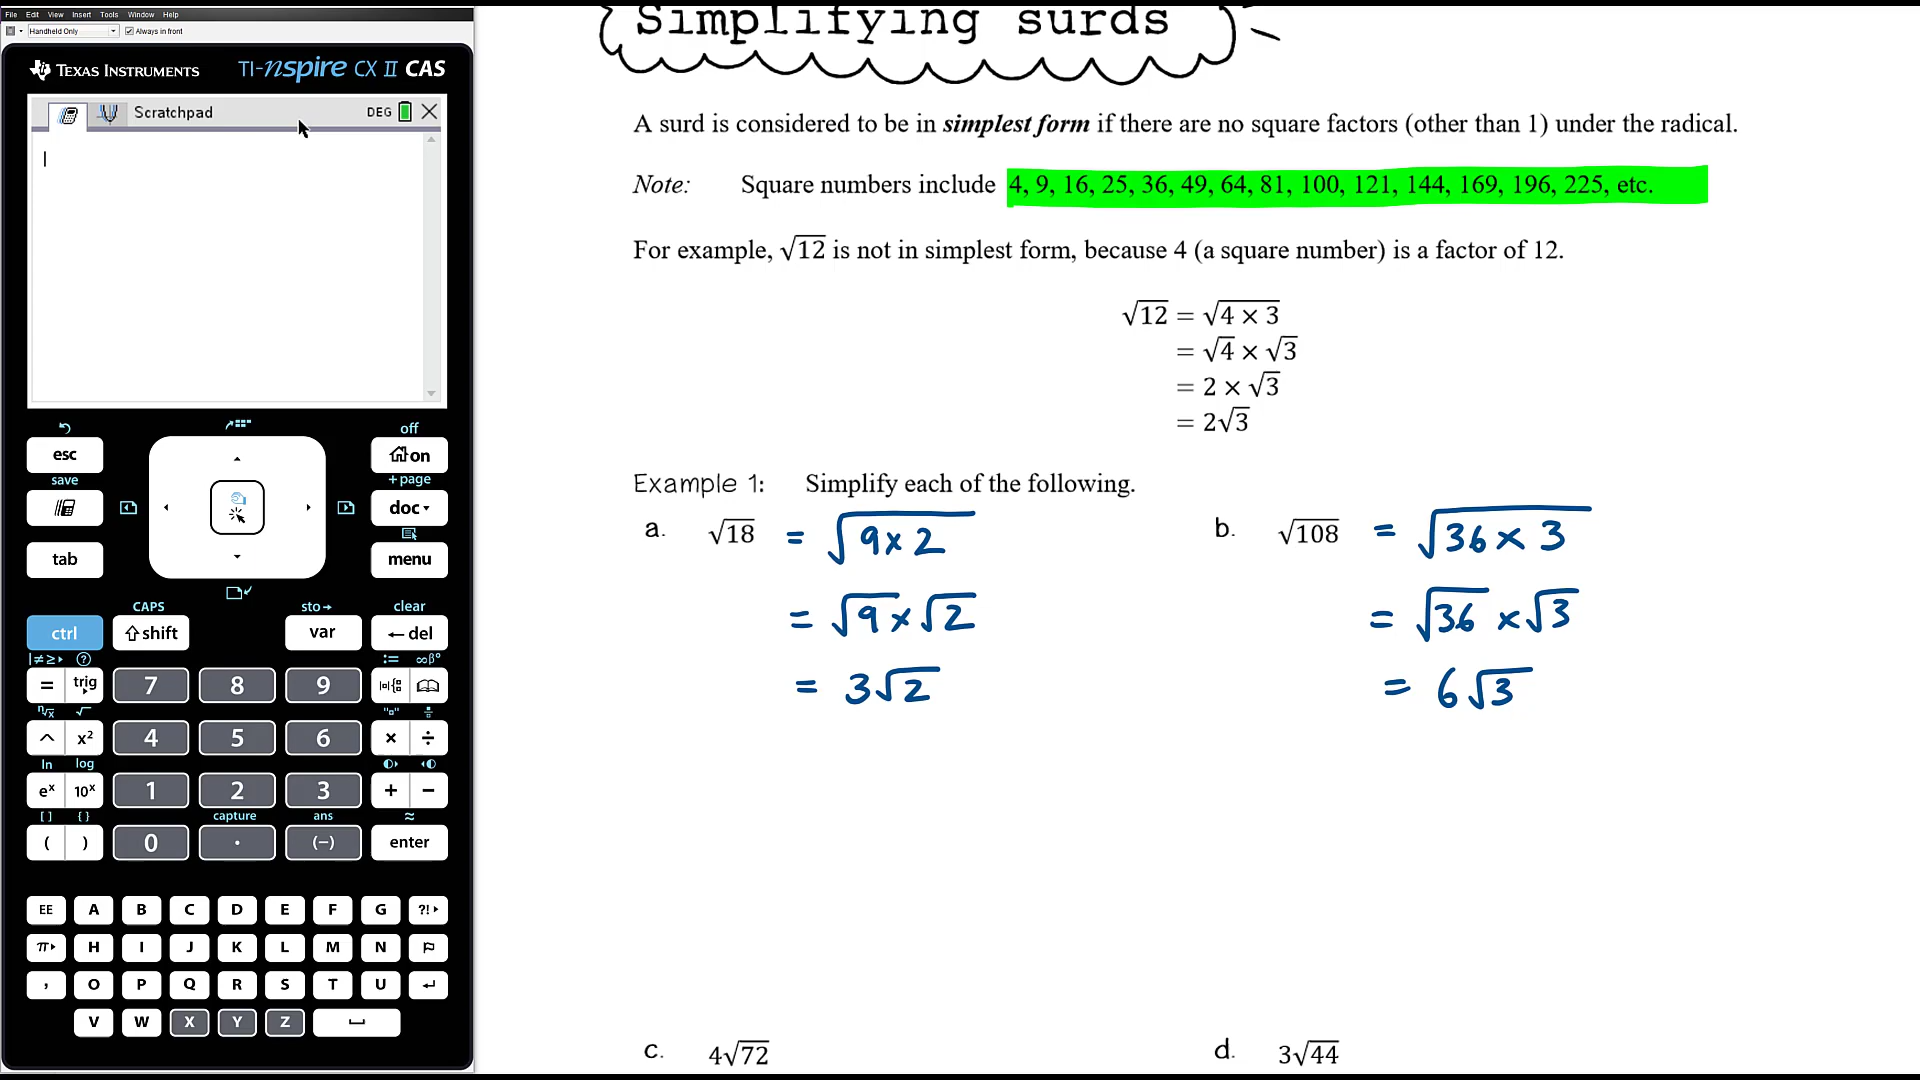 File Edit View Insert Tools Window Help
Handheld Only Always in front
TEXAS INSTRUMENTS TI-nspire CX II CAS
Scratchpad DEG
off
esc on
save +page
doc
tab menu
CAPS sto→ clear
ctrl ⇧shift var ←del
= trig 7 8 9
n√x √
^ x² 4 5 6 × ÷
ln log
eˣ 10ˣ 1 2 3 + −
[ ] { } capture ans ≈
( ) 0 . (−) enter
EE A B C D E F G ?!▸
π▸ H I J K L M N
, O P Q R S T U ↵
V W X Y Z
Simplifying surds
A surd is considered to be in simplest form if there are no square factors (other than 1) under the radical.
Note: Square numbers include 4, 9, 16, 25, 36, 49, 64, 81, 100, 121, 144, 169, 196, 225, etc.
For example, √12 is not in simplest form, because 4 (a square number) is a factor of 12.
√12 = √4 × 3
= √4 × √3
= 2 × √3
= 2√3
Example 1: Simplify each of the following.
a. √18 = √9×2
= √9 × √2
= 3√2
b. √108 = √36 × 3
= √36 × √3
= 6√3
c. 4√72
d. 3√44